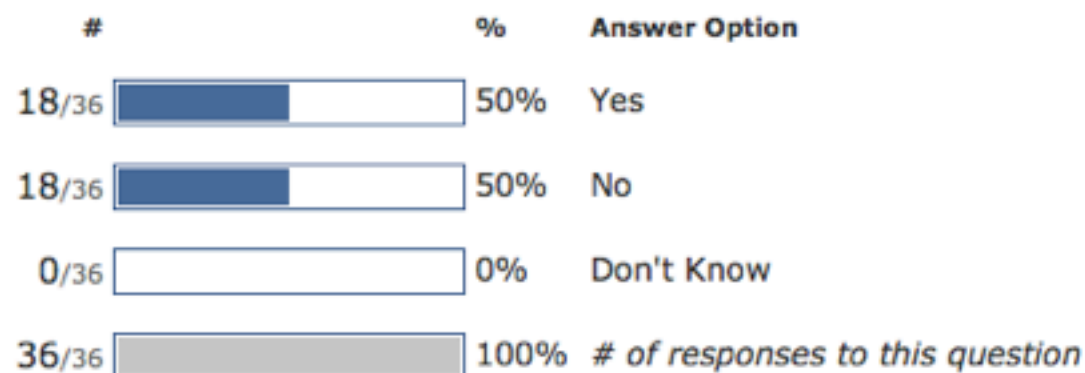 # % Answer Option
18/36 50% Yes
18/36 50% No
0/36 0% Don't Know
36/36 100% # of responses to this question